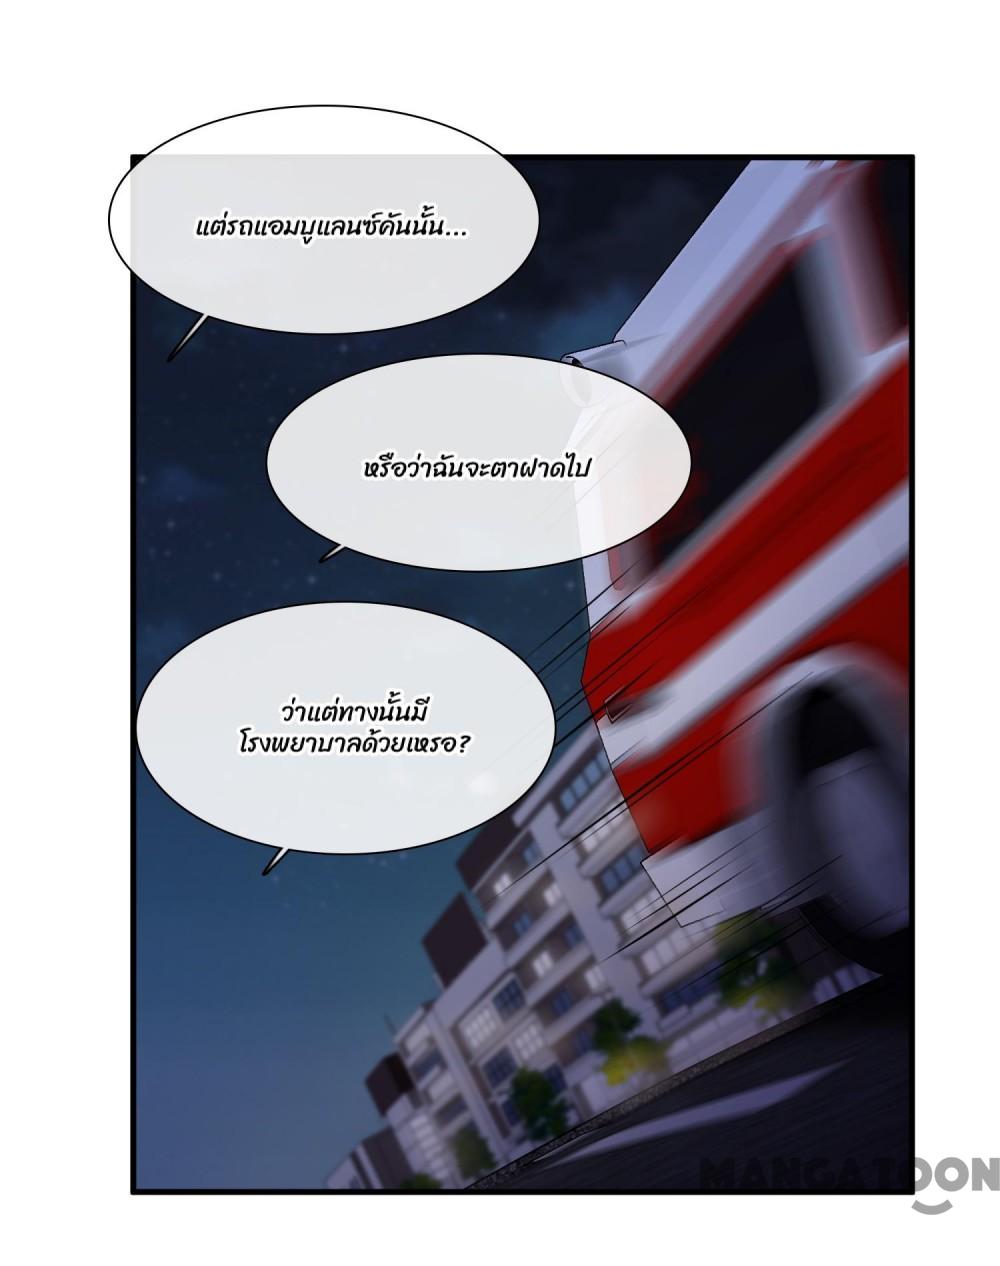 แต่รถแอมบูแลนซ์คันนั้น...
หรือว่าฉันจะตาฝาดไป
ว่าแต่ทางนั้นมี
โรงพยาบาลด้วยเหรอ?
MANGA TOON